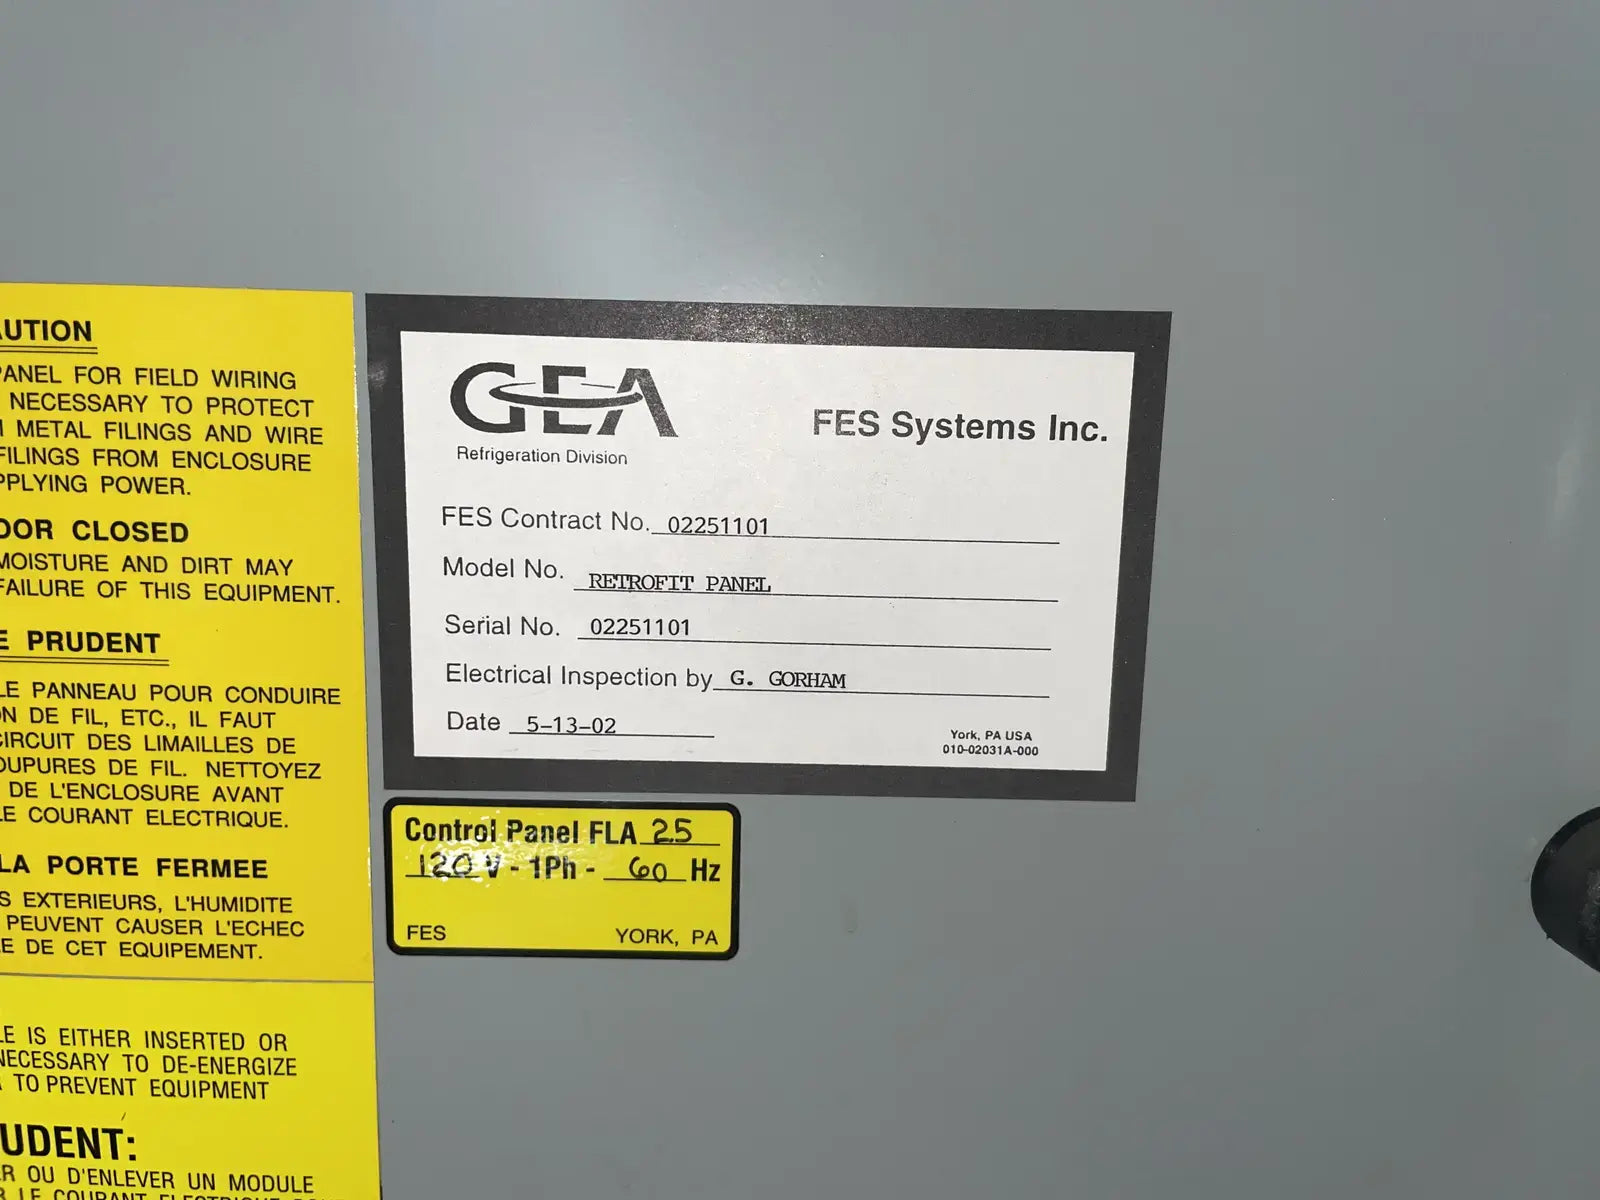 AUTION
PANEL FOR FIELD WIRING
NECESSARY TO PROTECT
METAL FILINGS AND WIRE
FILINGS FROM ENCLOSURE
PPLYING POWER.
OOR CLOSED
MOISTURE AND DIRT MAY
FAILURE OF THIS EQUIPMENT.
E PRUDENT
LE PANNEAU POUR CONDUIRE
ON DE FIL, ETC., IL FAUT
CIRCUIT DES LIMAILLES DE
OUPURES DE FIL. NETTOYEZ
DE L'ENCLOSURE AVANT
LE COURANT ELECTRIQUE.
LA PORTE FERMEE
S EXTERIEURS, L'HUMIDITE
PEUVENT CAUSER L'ECHEC
E DE CET EQUIPEMENT.
LE IS EITHER INSERTED OR
NECESSARY TO DE-ENERGIZE
TO PREVENT EQUIPMENT
UDENT:
R OU D'ENLEVER UN MODULE
R LE COURANT ELECTRIQUE
GEA
Refrigeration Division
FES Systems Inc.
FES Contract No. 02251101
Model No. RETROFIT PANEL
Serial No. 02251101
Electrical Inspection by G. GORHAM
Date 5-13-02
York, PA USA
010-02031A-000
Control Panel FLA 25
120 V - 1Ph - 60 Hz
FES YORK, PA